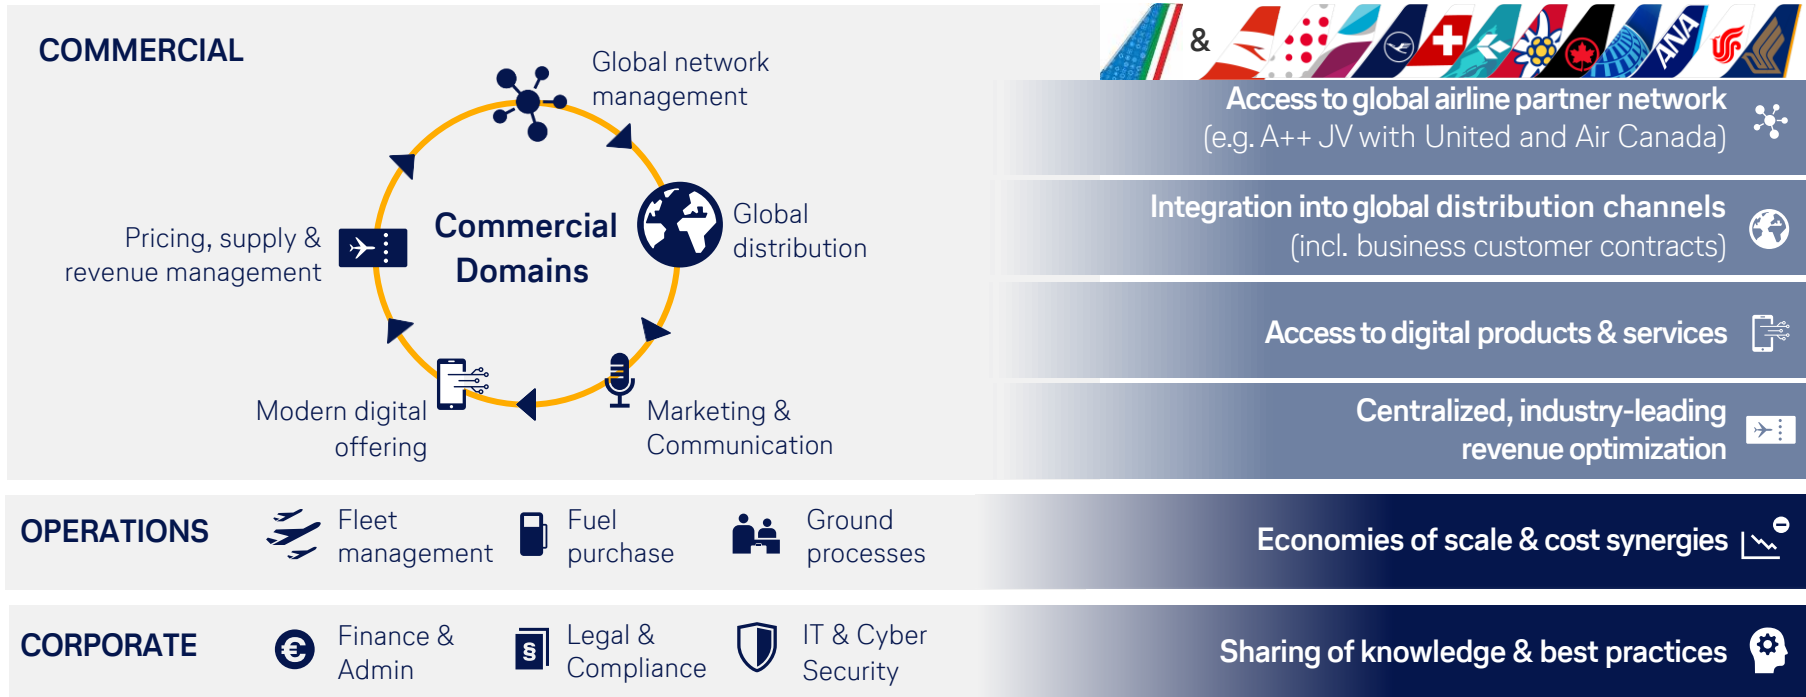 COMMERCIAL
Global network
management
Global
distribution
Marketing &
Communication
Modern digital
offering
Pricing, supply &
revenue management
Commercial
Domains
&
ANA
Access to global airline partner network
(e.g. A++ JV with United and Air Canada)
Integration into global distribution channels
(incl. business customer contracts)
Access to digital products & services
Centralized, industry-leading
revenue optimization
OPERATIONS
Fleet
management
Fuel
purchase
Ground
processes
Economies of scale & cost synergies
CORPORATE
€
Finance &
Admin
§
Legal &
Compliance
IT & Cyber
Security
Sharing of knowledge & best practices